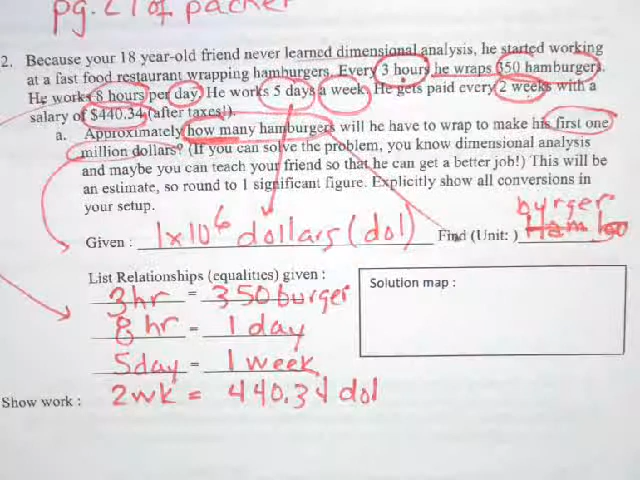 pg. 21 of packet
2. Because your 18 year-old friend never learned dimensional analysis, he started working
at a fast food restaurant wrapping hamburgers. Every 3 hours he wraps 350 hamburgers.
He works 8 hours per day. He works 5 days a week. He gets paid every 2 weeks with a
salary of $440.34 (after taxes!).
a. Approximately how many hamburgers will he have to wrap to make his first one
million dollars? (If you can solve the problem, you know dimensional analysis
and maybe you can teach your friend so that he can get a better job!) This will be
an estimate, so round to 1 significant figure. Explicitly show all conversions in
your setup.
burger
Given : 1x10^6 dollars (dol) Find (Unit: )
List Relationships (equalities) given :
Solution map :
3hr = 350 burger
8 hr = 1 day
5day = 1 week
Show work : 2wk = 440.34 dol